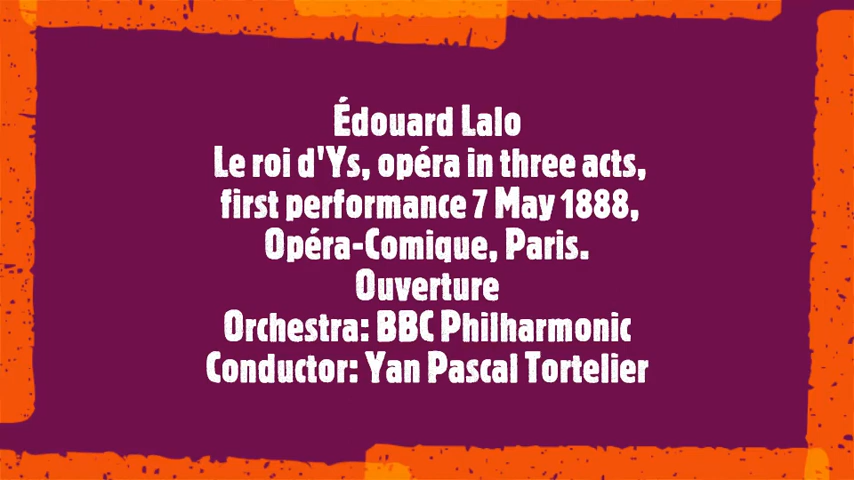 Édouard Lalo
Le roi d'Ys, opéra in three acts,
first performance 7 May 1888,
Opéra-Comique, Paris.
Ouverture
Orchestra: BBC Philharmonic
Conductor: Yan Pascal Tortelier